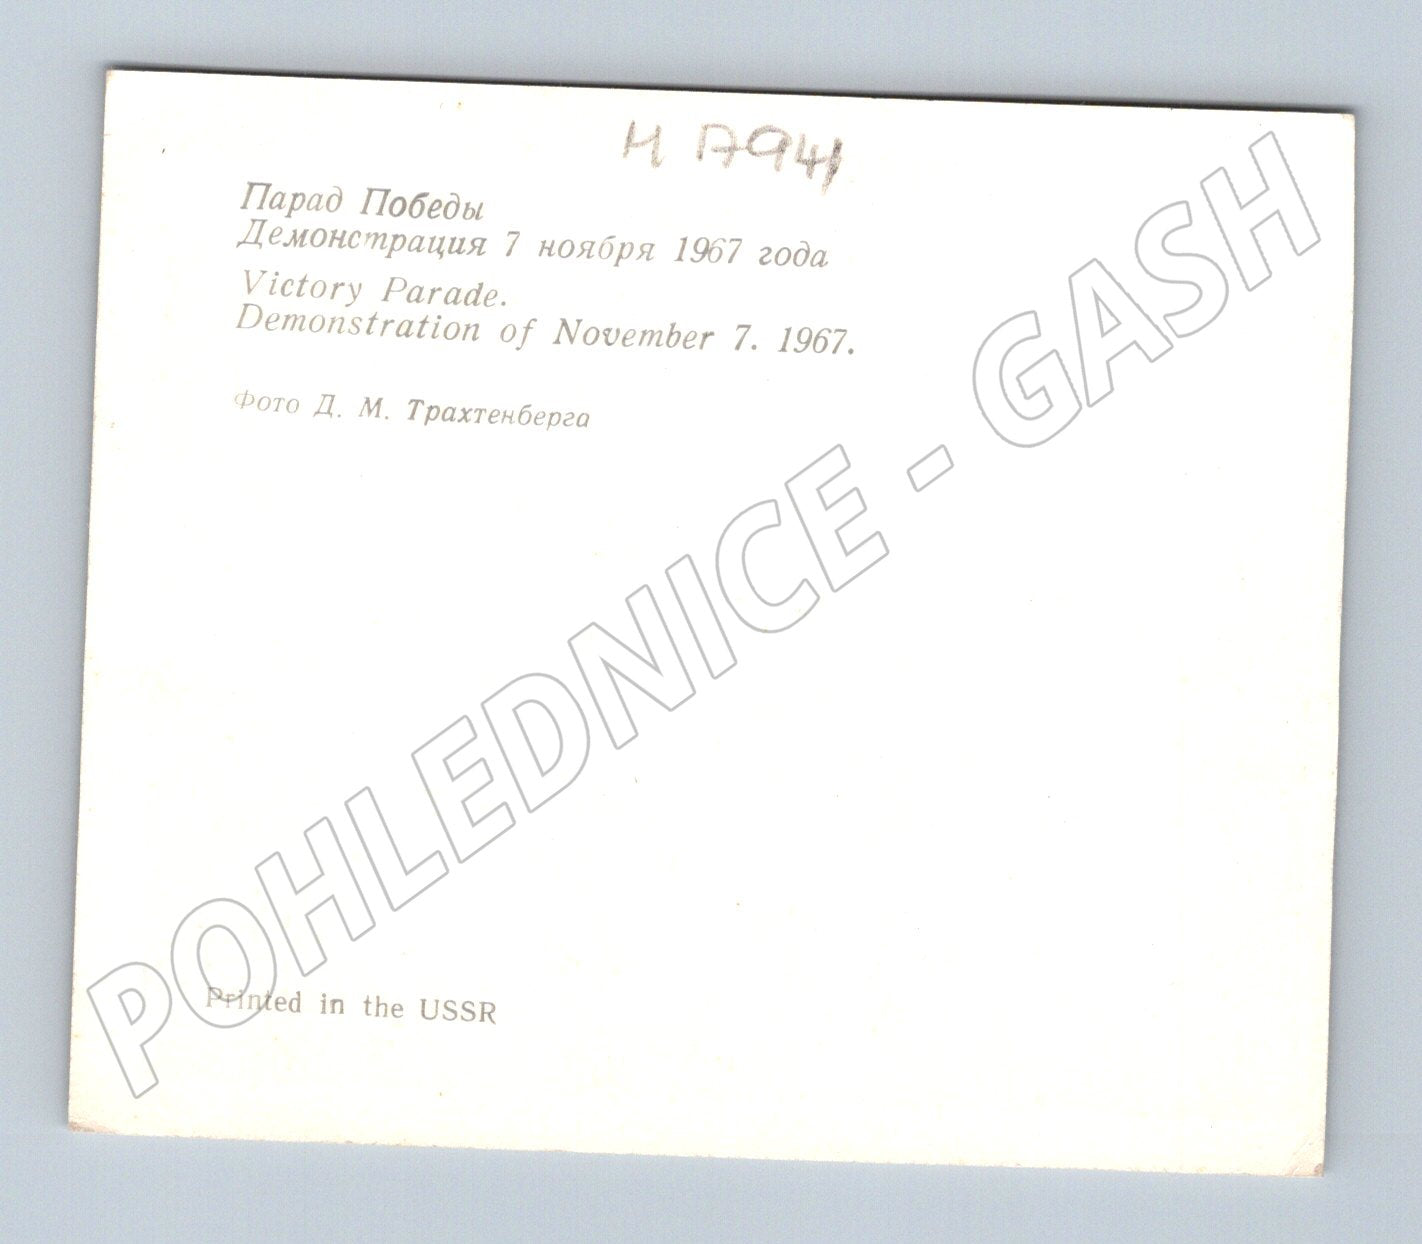 Парад Победы
Демонстрация 7 ноября 1967 года
Victory Parade.
Demonstration of November 7. 1967.
Фото Д. М. Трахтенберга
POHLEDNICE - GASH
Printed in the USSR